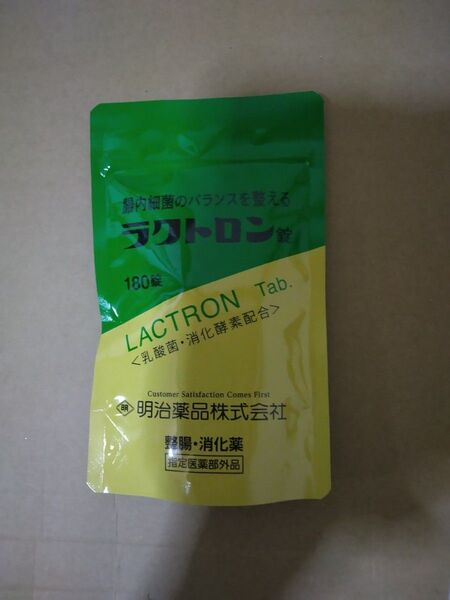 腸内細菌のバランスを整える
ラクトロン錠
180錠
LACTRON Tab.
<乳酸菌・消化酵素配合>
Customer Satisfaction Comes First
明治薬品株式会社
整腸・消化薬
指定医薬部外品